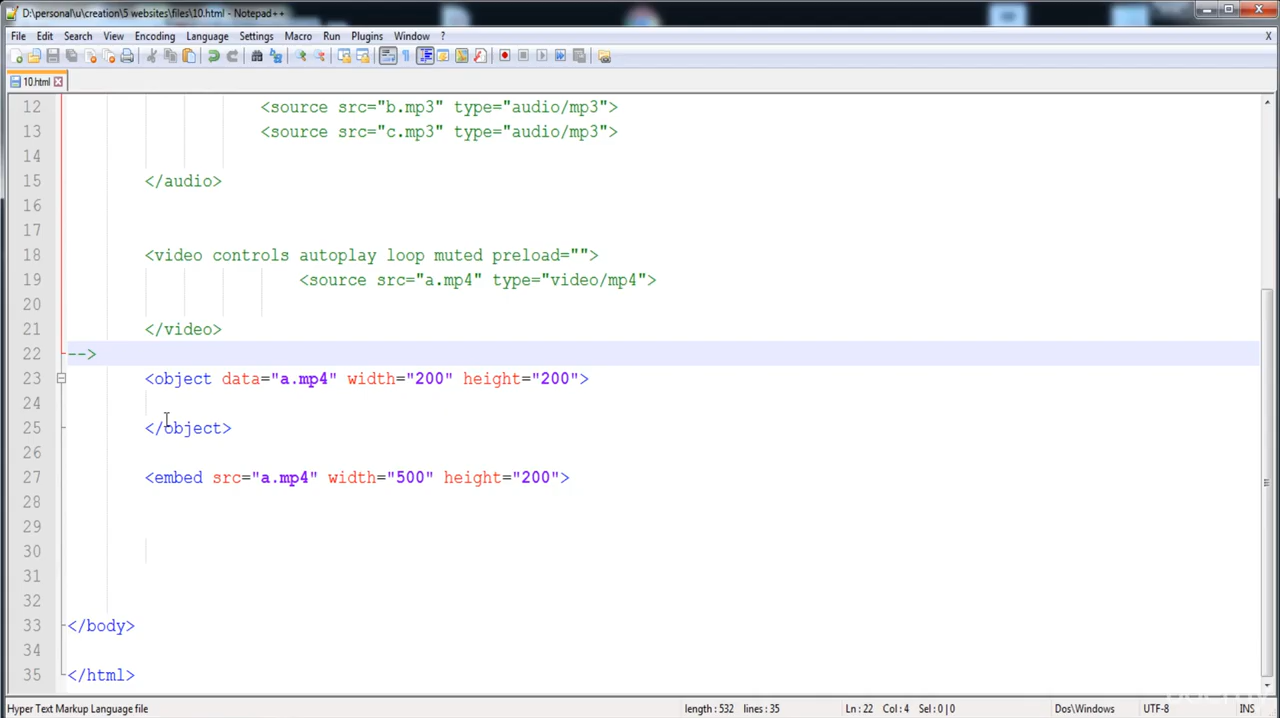 D:\personal\u\creation\5 websites\files\10.html - Notepad++
File Edit Search View Encoding Language Settings Macro Run Plugins Window ? X
10.html
12 <source src="b.mp3" type="audio/mp3">
13 <source src="c.mp3" type="audio/mp3">
14
15 </audio>
16
17
18 <video controls autoplay loop muted preload="">
19 <source src="a.mp4" type="video/mp4">
20
21 </video>
22 -->
23 <object data="a.mp4" width="200" height="200">
24
25 </object>
26
27 <embed src="a.mp4" width="500" height="200">
28
29
30
31
32
33 </body>
34
35 </html>
Hyper Text Markup Language file length : 532 lines : 35 Ln : 22 Col : 4 Sel : 0 | 0 Dos\Windows UTF-8 INS